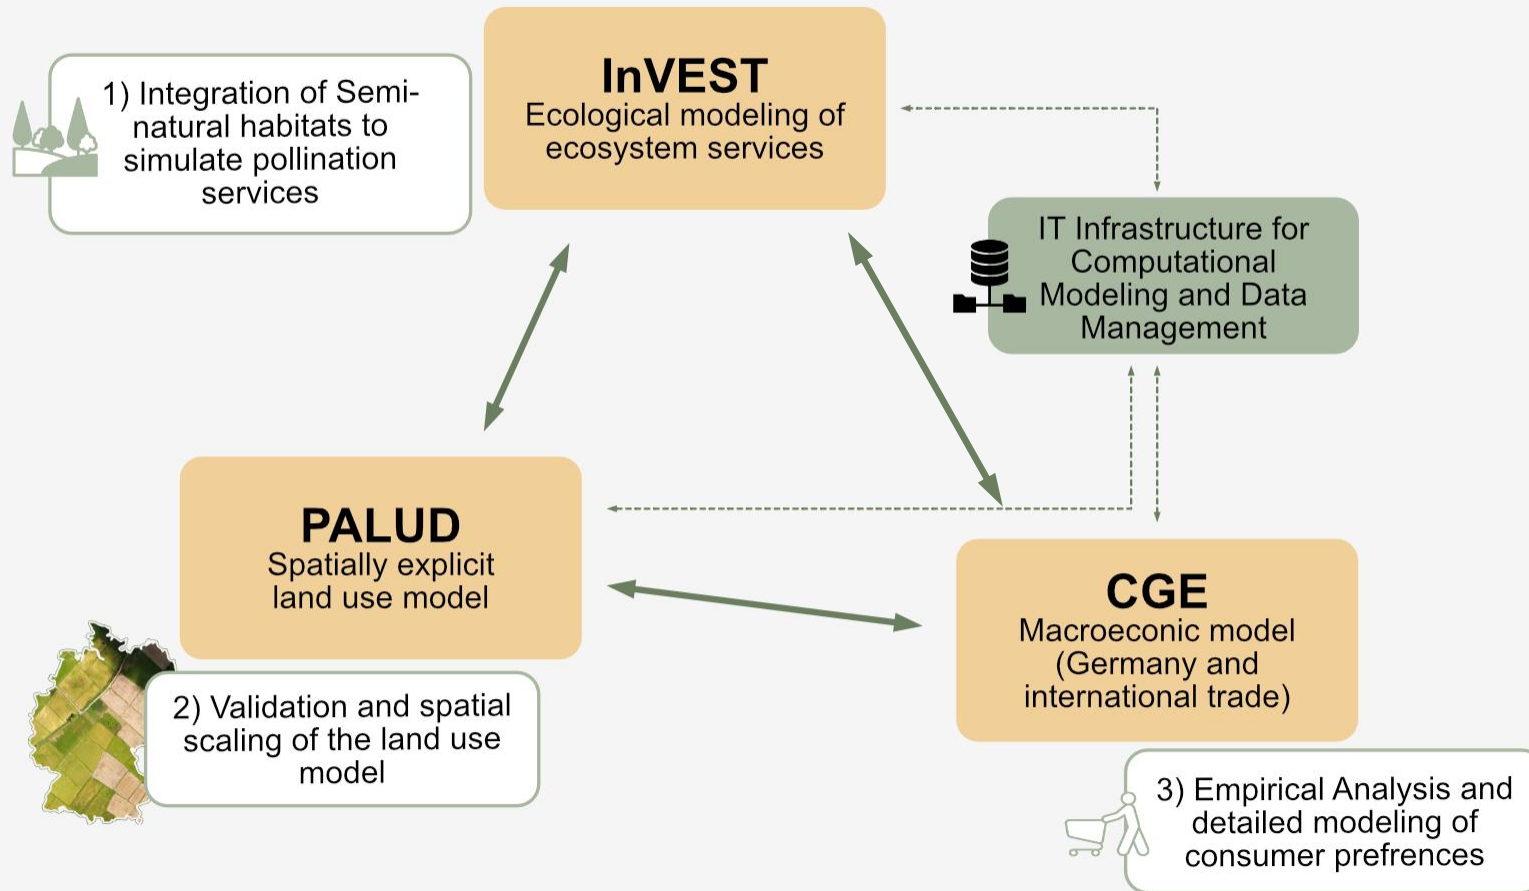 InVEST
Ecological modeling of
ecosystem services
1) Integration of Semi-
natural habitats to
simulate pollination
services
IT Infrastructure for
Computational
Modeling and Data
Management
PALUD
Spatially explicit
land use model
CGE
Macroeconic model
(Germany and
international trade)
2) Validation and spatial
scaling of the land use
model
3) Empirical Analysis and
detailed modeling of
consumer prefrences